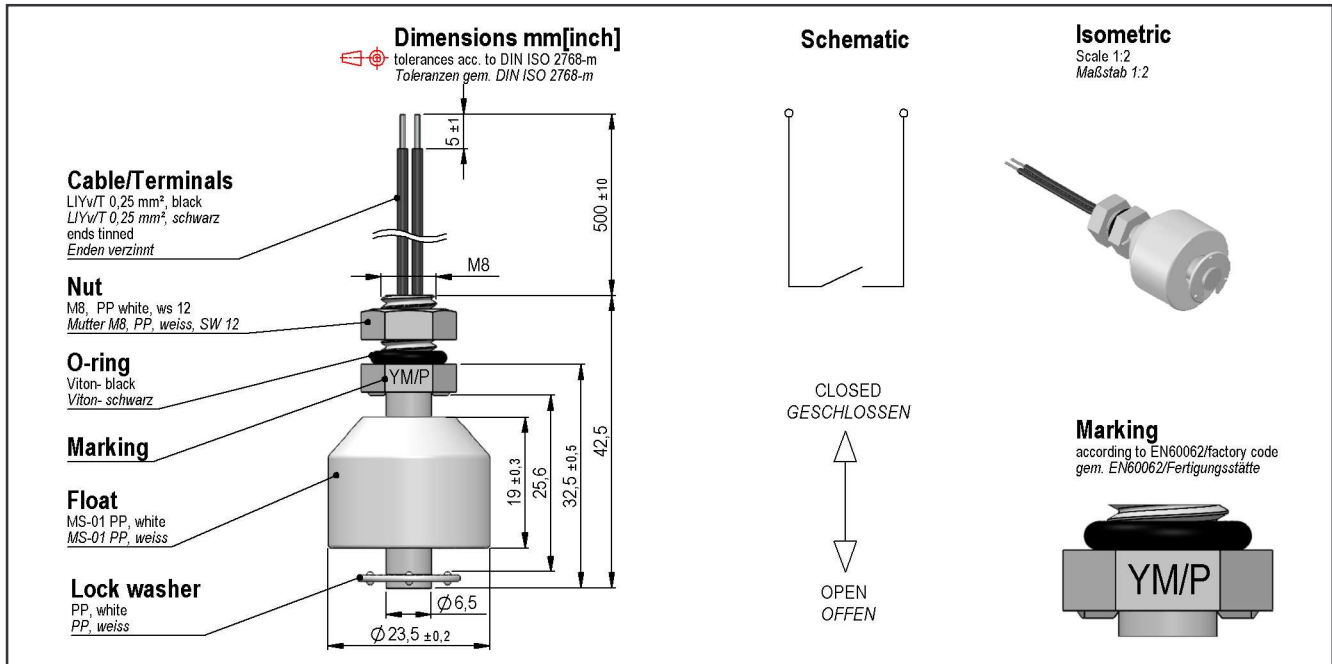 Dimensions mm[inch]
tolerances acc. to DIN ISO 2768-m
Toleranzen gem. DIN ISO 2768-m
Schematic
Isometric
Scale 1:2
Maßstab 1:2
5 ±1
500 ±10
Cable/Terminals
LIYv/T 0,25 mm², black
LIYv/T 0,25 mm², schwarz
ends tinned
Enden verzinnt
M8
Nut
M8, PP white, ws 12
Mutter M8, PP, weiss, SW 12
O-ring
Viton- black
Viton- schwarz
YM/P
Marking
Float
MS-01 PP, white
MS-01 PP, weiss
Lock washer
PP, white
PP, weiss
19 ±0,3
25,6
32,5 ±0,5
42,5
Ø6,5
Ø23,5 ±0,2
CLOSED
GESCHLOSSEN
OPEN
OFFEN
Marking
according to EN60062/factory code
gem. EN60062/Fertigungsstätte
YM/P